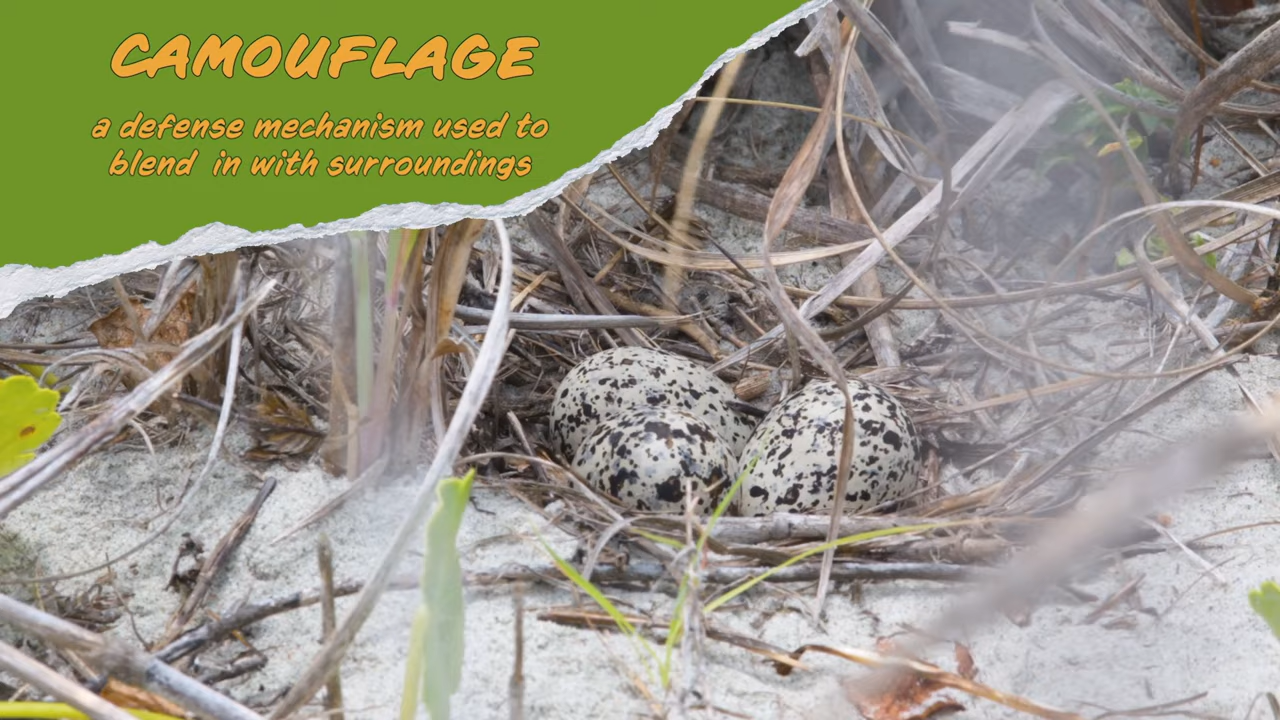 CAMOUFLAGE
a defense mechanism used to
blend in with surroundings